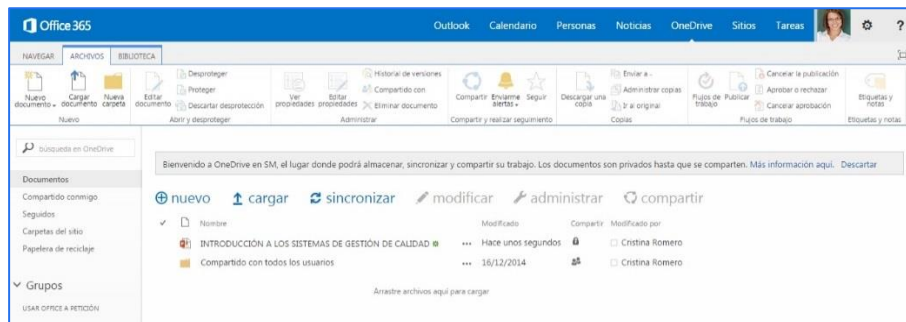 Office 365
Outlook Calendario Personas Noticias OneDrive Sitios Tareas ?
NAVEGAR ARCHIVOS BIBLIOTECA
Nuevo documento
Cargar documento
Nueva carpeta
Nuevo
Editar documento
Desproteger
Proteger
Descartar desprotección
Abrir y desproteger
Ver propiedades
Editar propiedades
Historial de versiones
Compartido con
Eliminar documento
Administrar
Compartir
Enviarme alertas
Seguir
Compartir y realizar seguimiento
Descargar una copia
Enviar a
Administrar copias
Ir a original
Copias
Flujos de trabajo
Publicar
Cancelar la publicación
Aprobar o rechazar
Cancelar aprobación
Flujos de trabajo
Etiquetas y notas
Etiquetas y notas
búsqueda en OneDrive
Documentos
Compartido conmigo
Seguidos
Carpetas del sitio
Papelera de reciclaje
Grupos
USAR OFFICE A PETICIÓN
Bienvenido a OneDrive en SM, el lugar donde podrá almacenar, sincronizar y compartir su trabajo. Los documentos son privados hasta que se comparten. Más información aquí. Descartar
nuevo cargar sincronizar modificar administrar compartir
Nombre Modificado Compartir Modificado por
INTRODUCCIÓN A LOS SISTEMAS DE GESTIÓN DE CALIDAD ... Hace unos segundos Cristina Romero
Compartido con todos los usuarios ... 16/12/2014 Cristina Romero
Arrastre archivos aquí para cargar